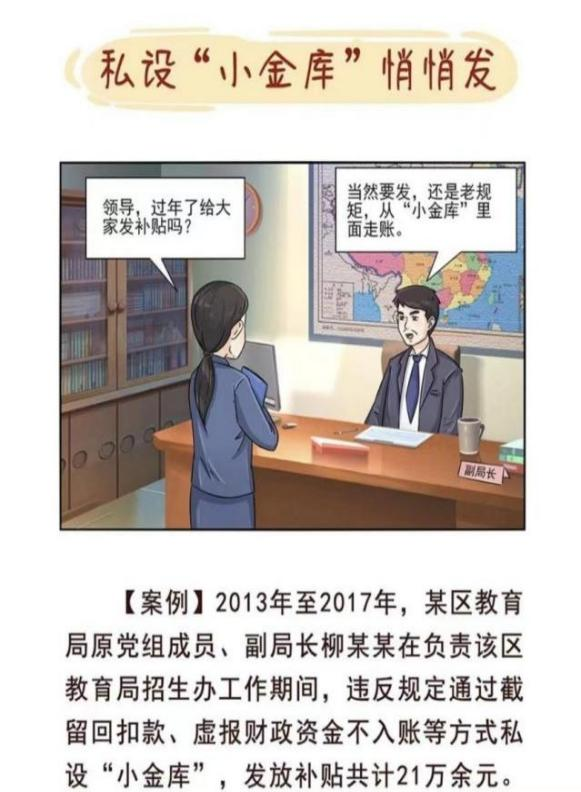 私设“小金库”悄悄发
领导，过年了给大
家发补贴吗？
当然要发，还是老规
矩，从“小金库”里
面走账。
副局长
【案例】2013年至2017年，某区教育
局原党组成员、副局长柳某某在负责该区
教育局招生办工作期间，违反规定通过截
留回扣款、虚报财政资金不入账等方式私
设“小金库”，发放补贴共计21万余元。